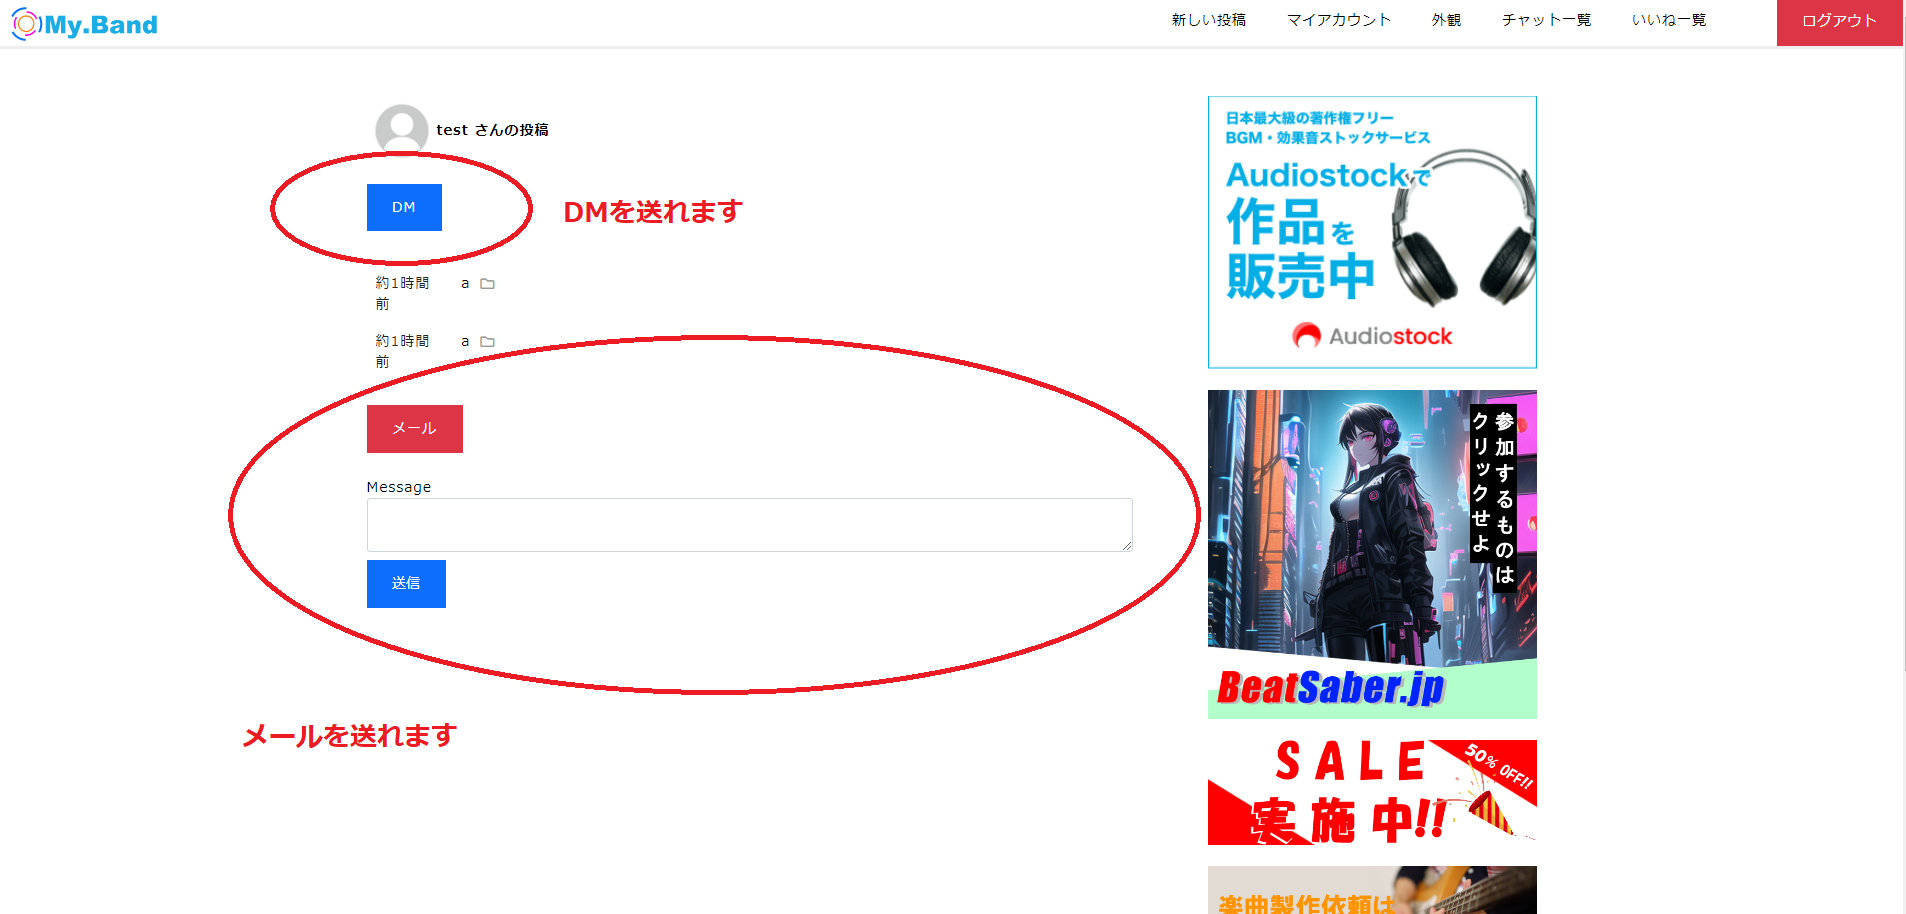 My.Band
新しい投稿
マイアカウント
外観
チャット一覧
いいね一覧
ログアウト
test さんの投稿
DM
DMを送れます
約1時間
前
a
約1時間
前
a
メール
Message
送信
メールを送れます
日本最大級の著作権フリー
BGM・効果音ストックサービス
Audiostockで
作品を
販売中
Audiostock
参加するものは
クリックせよ
BeatSaber.jp
SALE
50% OFF!!
実施中!!
楽曲製作依頼は